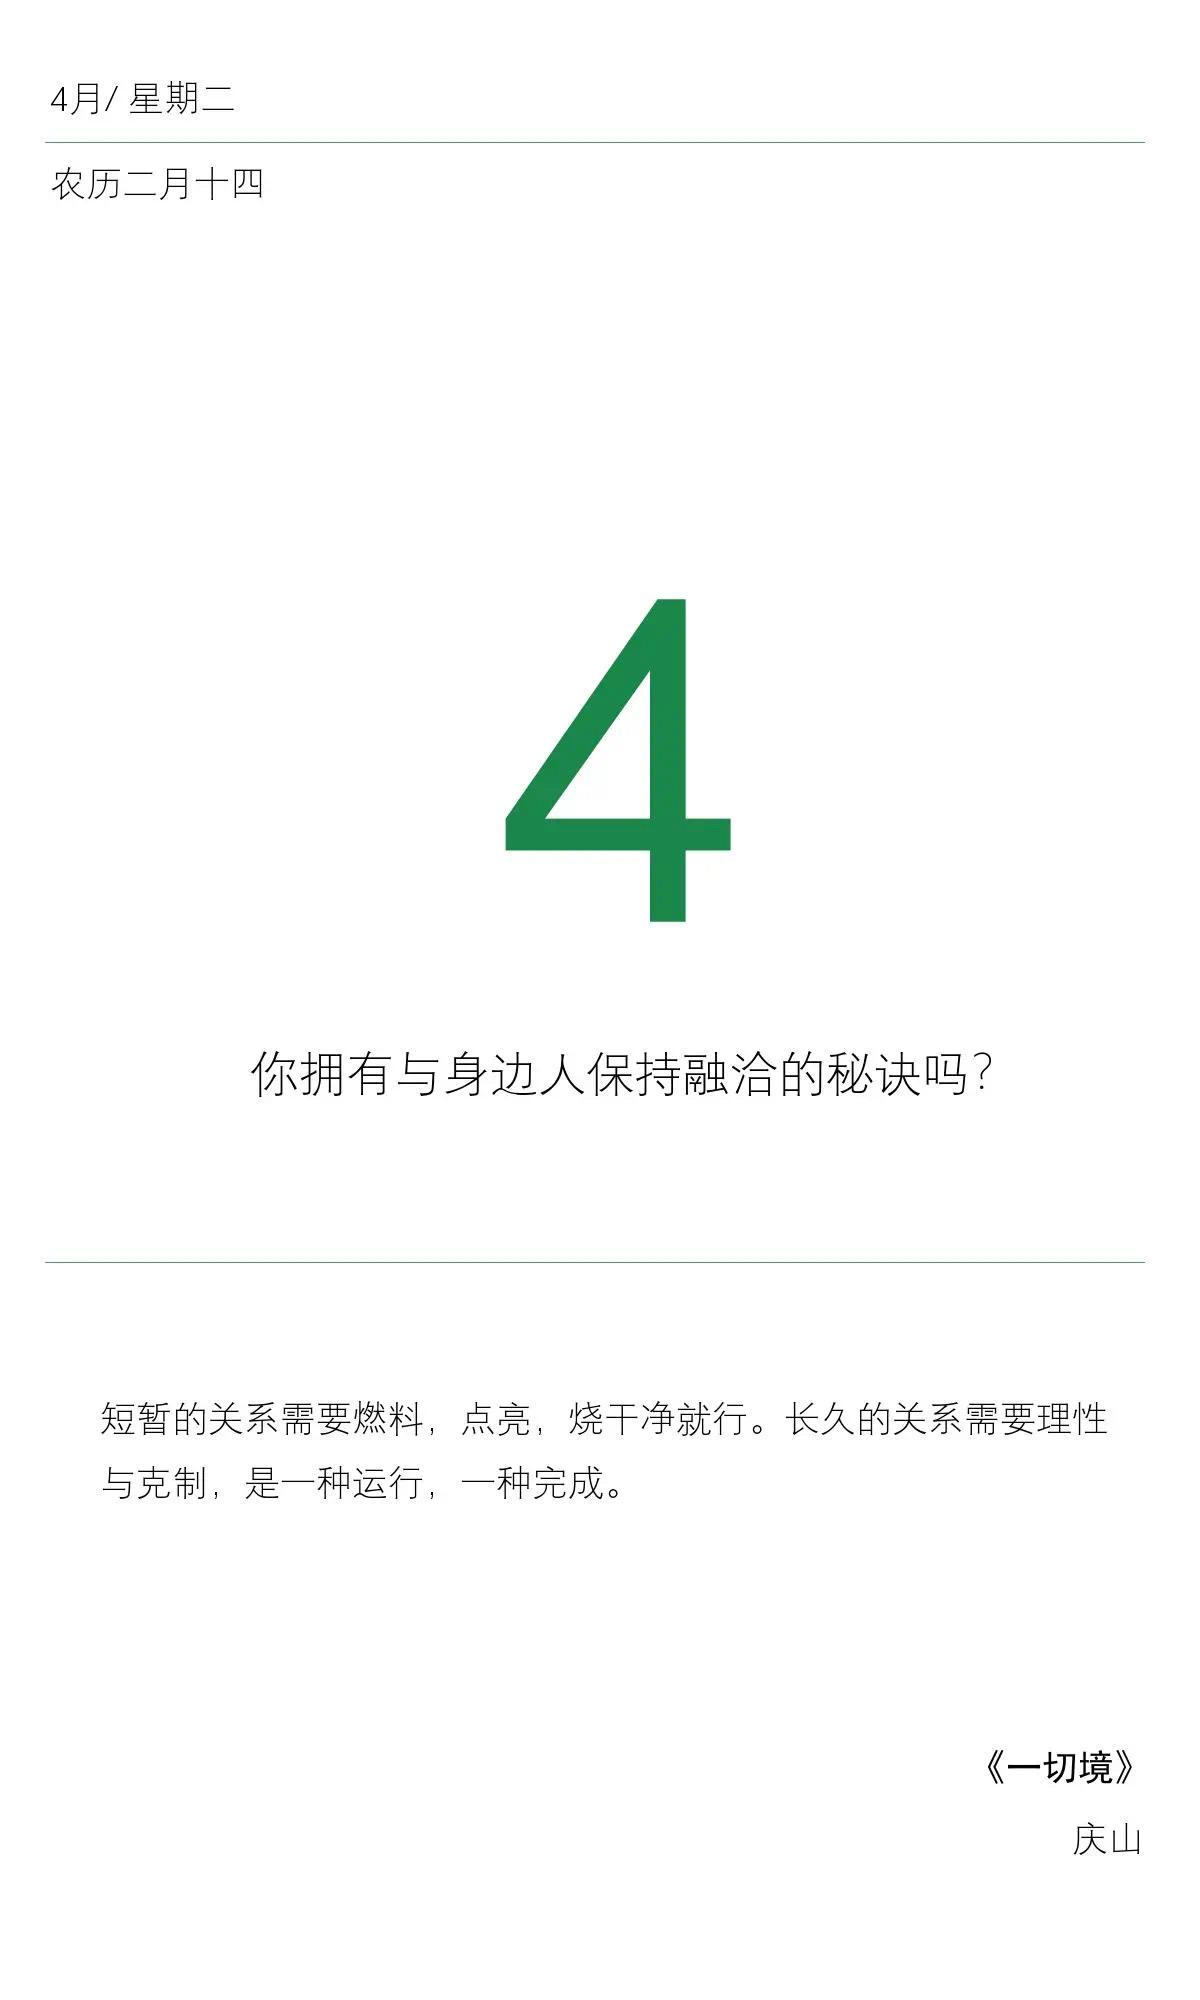 4月/ 星期二
农历二月十四
4
你拥有与身边人保持融洽的秘诀吗？
短暂的关系需要燃料，点亮，烧干净就行。长久的关系需要理性
与克制，是一种运行，一种完成。
《一切境》
庆山